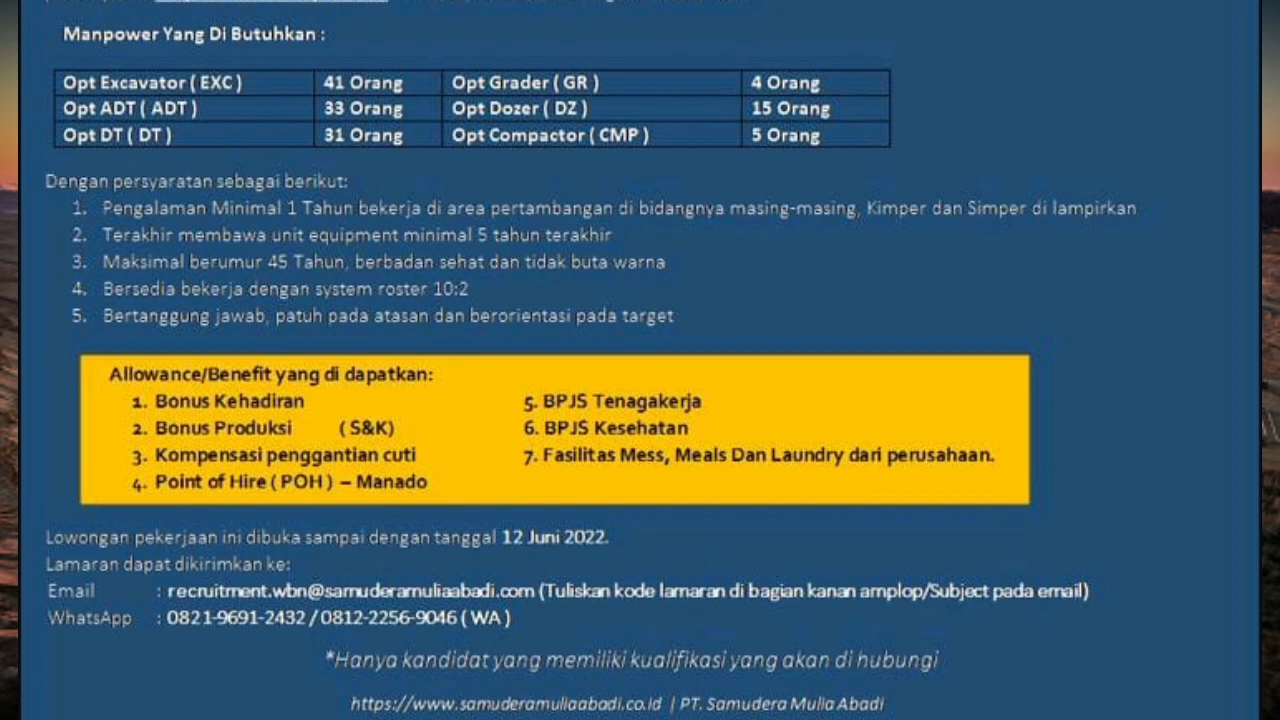 Manpower Yang Di Butuhkan :
Opt Excavator ( EXC ) 41 Orang Opt Grader ( GR ) 4 Orang
Opt ADT ( ADT ) 33 Orang Opt Dozer ( DZ ) 15 Orang
Opt DT ( DT ) 31 Orang Opt Compactor ( CMP ) 5 Orang
Dengan persyaratan sebagai berikut:
1. Pengalaman Minimal 1 Tahun bekerja di area pertambangan di bidangnya masing-masing, Kimper dan Simper di lampirkan
2. Terakhir membawa unit equipment minimal 5 tahun terakhir
3. Maksimal berumur 45 Tahun, berbadan sehat dan tidak buta warna
4. Bersedia bekerja dengan system roster 10:2
5. Bertanggung jawab, patuh pada atasan dan berorientasi pada target
Allowance/Benefit yang di dapatkan:
1. Bonus Kehadiran
2. Bonus Produksi ( S&K)
3. Kompensasi penggantian cuti
4. Point of Hire ( POH ) – Manado
5. BPJS Tenagakerja
6. BPJS Kesehatan
7. Fasilitas Mess, Meals Dan Laundry dari perusahaan.
Lowongan pekerjaan ini dibuka sampai dengan tanggal 12 Juni 2022.
Lamaran dapat dikirimkan ke:
Email : recruitment.wbn@samuderamuliaabadi.com (Tuliskan kode lamaran di bagian kanan amplop/Subject pada email)
WhatsApp : 0821-9691-2432 / 0812-2256-9046 ( WA )
*Hanya kandidat yang memiliki kualifikasi yang akan di hubungi
https://www.samuderamuliaabadi.co.id | PT. Samudera Mulia Abadi